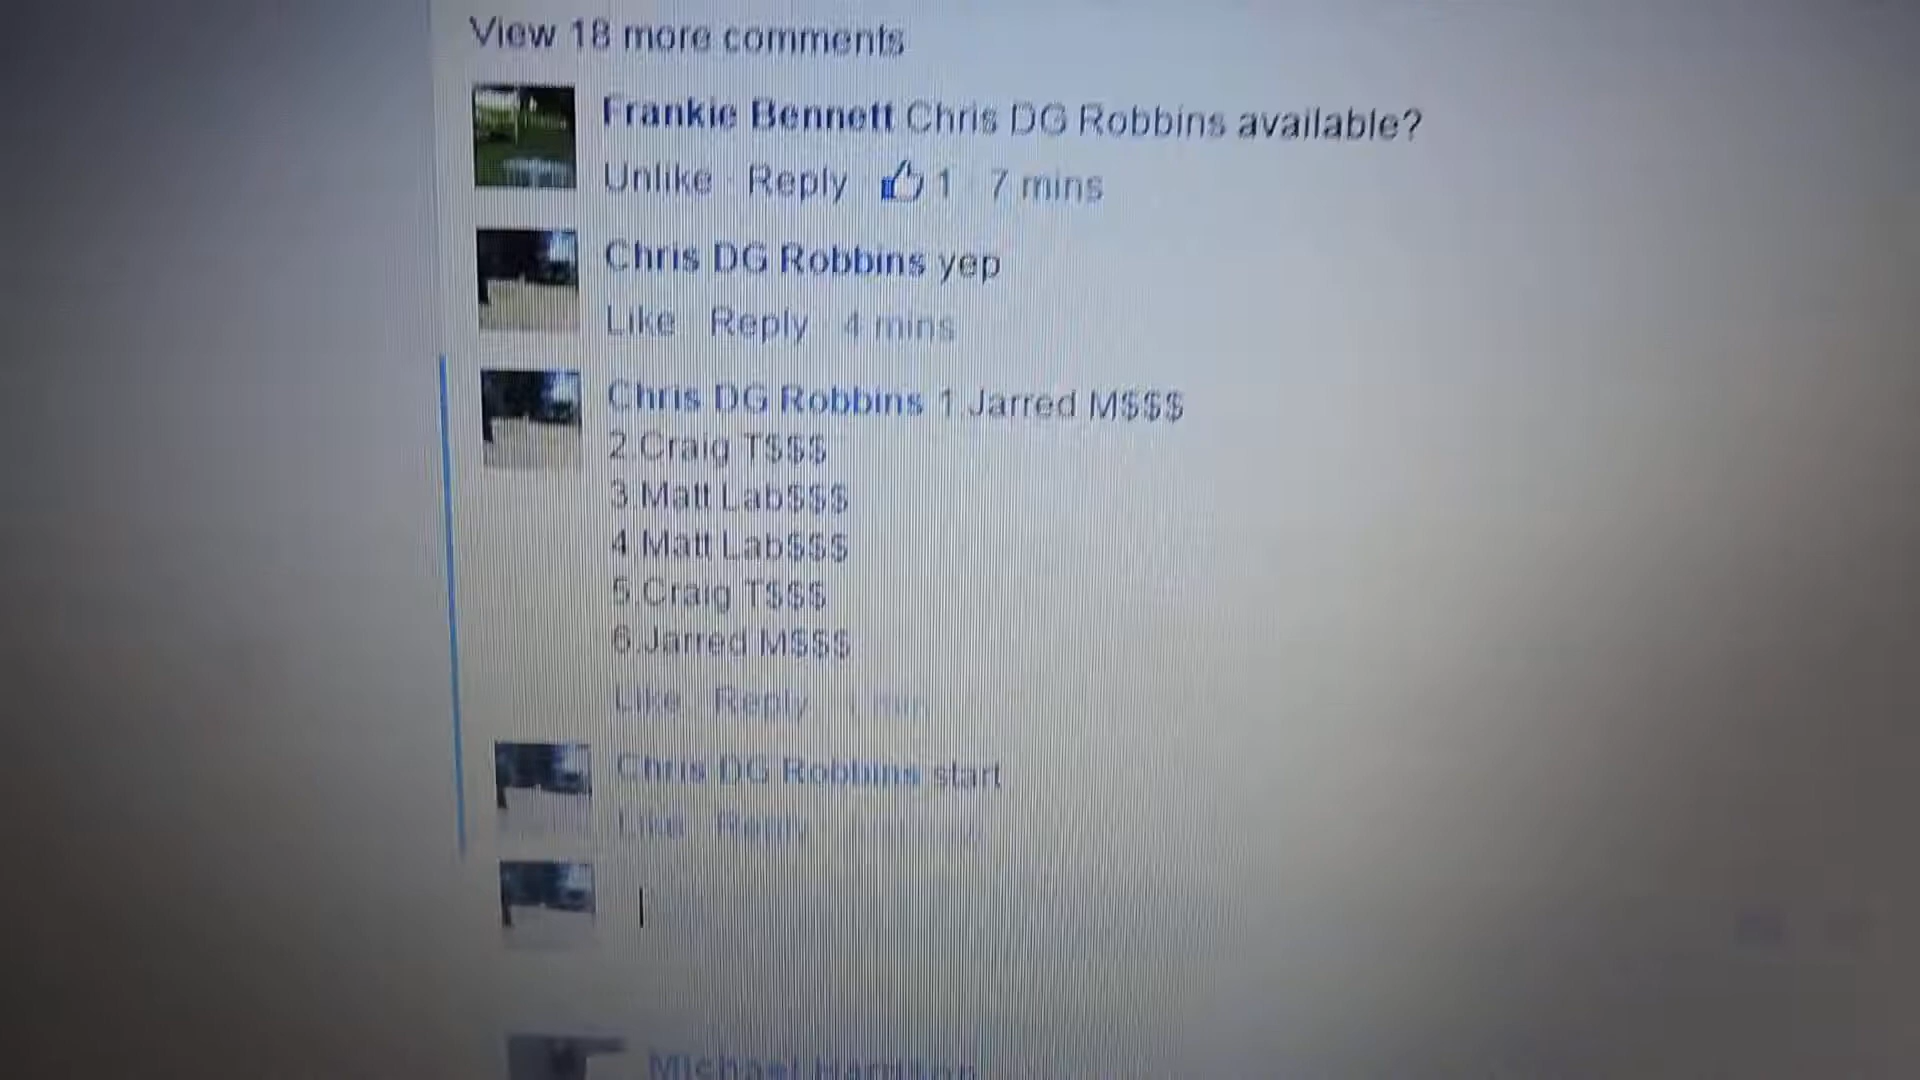 View 18 more comments
Frankie Bennett Chris DG Robbins available?
Unlike Reply 1 7 mins
Chris DG Robbins yep
Like Reply 4 mins
Chris DG Robbins 1.Jarred M$$$
2.Craig T$$$
3.Matt Lab$$$
4.Matt Lab$$$
5.Craig T$$$
6.Jarred M$$$
Like Reply
Chris DG Robbins start
Like Reply
Michael